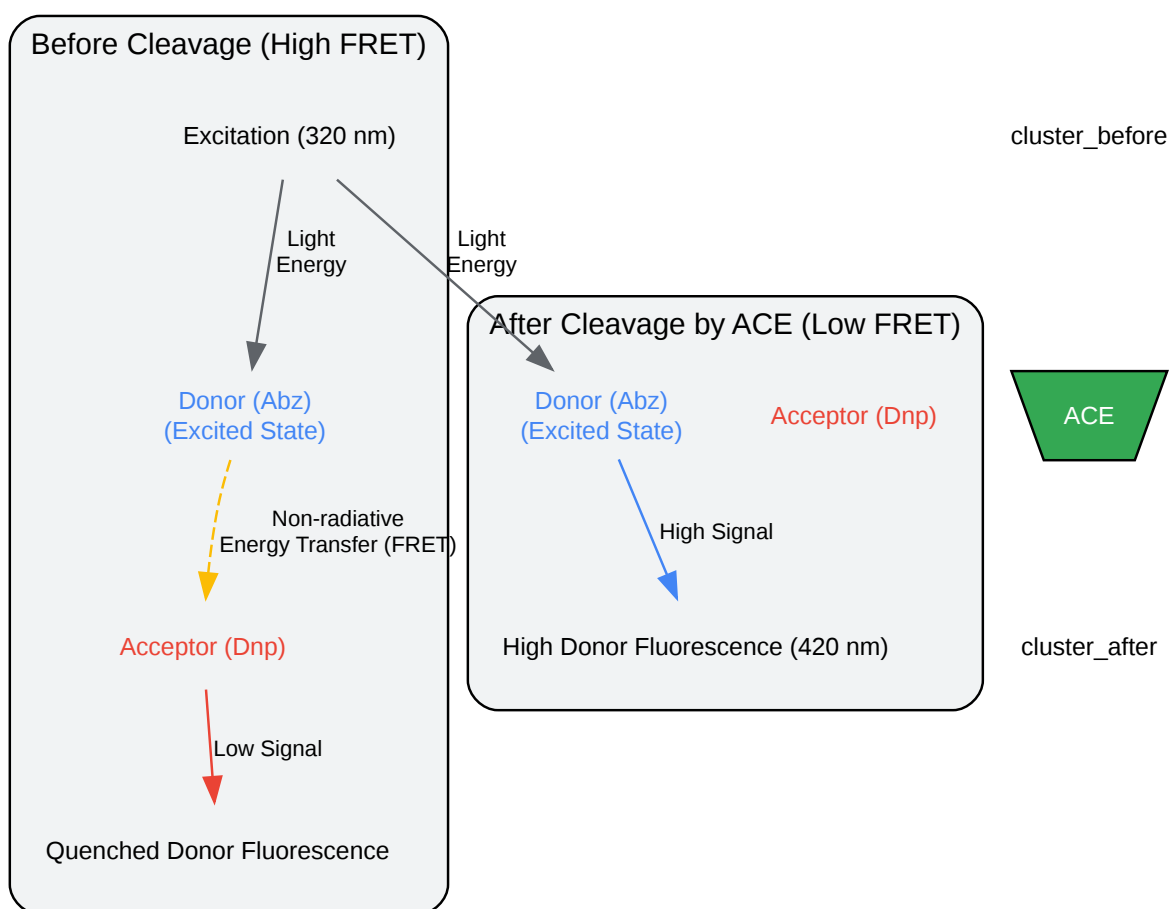 Before Cleavage (High FRET)
Excitation (320 nm)
cluster_before
Light
Energy
Light
Energy
After Cleavage by ACE (Low FRET)
Donor (Abz)
(Excited State)
Donor (Abz)
(Excited State)
Acceptor (Dnp)
ACE
Non-radiative
Energy Transfer (FRET)
High Signal
Acceptor (Dnp)
High Donor Fluorescence (420 nm)
cluster_after
Low Signal
Quenched Donor Fluorescence